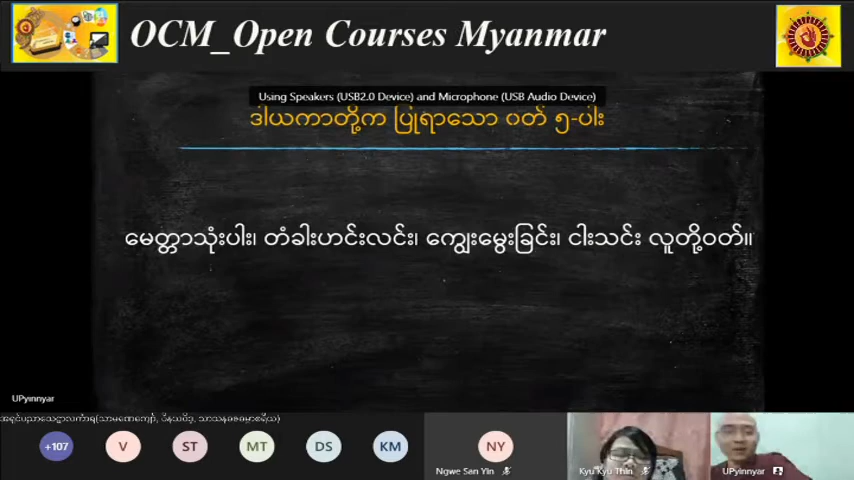 OCM_Open Courses Myanmar
Using Speakers (USB2.0 Device) and Microphone (USB Audio Device)
ဒါယကာတို့က ပြုရာသော ဝတ် ၅-ပါး
မေတ္တာသုံးပါး၊ တံခါးဟင်းလင်း၊ ကျွေးမွေးခြင်း၊ ငါးသင်း လူတို့ဝတ်။
UPyinnyar
+107
V
ST
MT
DS
KM
NY
Ngwe San Yin
Kyu Kyu Thin
UPyinnyar